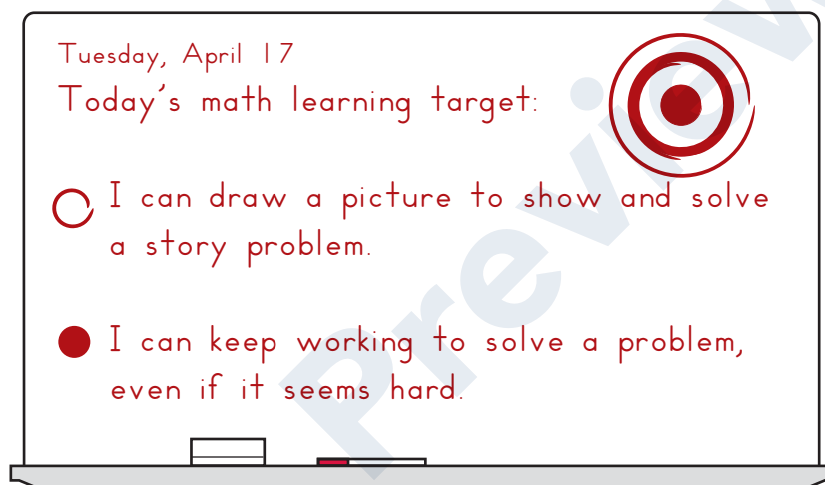 Tuesday, April 17
Today's math learning target:
I can draw a picture to show and solve
a story problem.
I can keep working to solve a problem,
even if it seems hard.
Preview